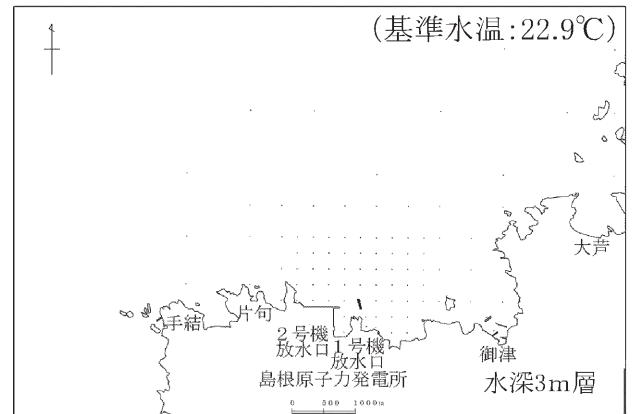 (基準水温:22.9℃)
大芦
手結
片句
2号機
放水口
1号機
放水口
御津
島根原子力発電所
水深3m層
0 500 1000m